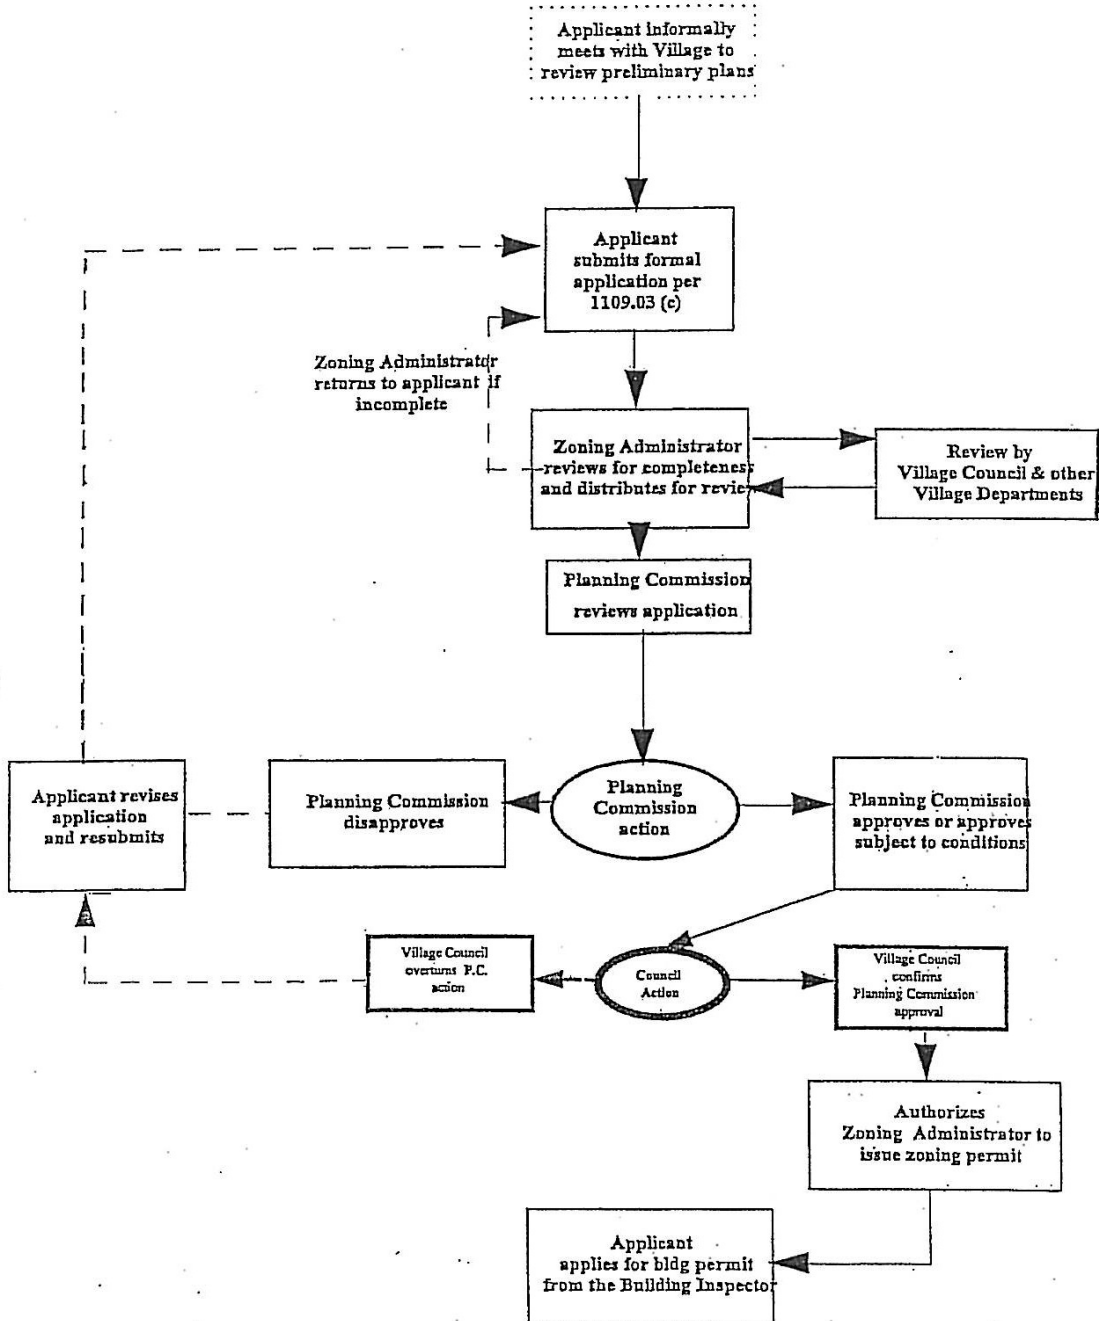 Applicant informally
meets with Village to
review preliminary plans
Applicant
submits formal
application per
1109.03 (c)
Zoning Administrator
returns to applicant if
incomplete
Zoning Administrator
reviews for completeness
and distributes for review
Review by
Village Council & other
Village Departments
Planning Commission
reviews application
Applicant revises
application
and resubmits
Planning Commission
disapproves
Planning
Commission
action
Planning Commission
approves or approves
subject to conditions
Village Council
overturns P.C.
action
Council
Action
Village Council
confirms
Planning Commission
approval
Authorizes
Zoning Administrator to
issue zoning permit
Applicant
applies for bldg permit
from the Building Inspector